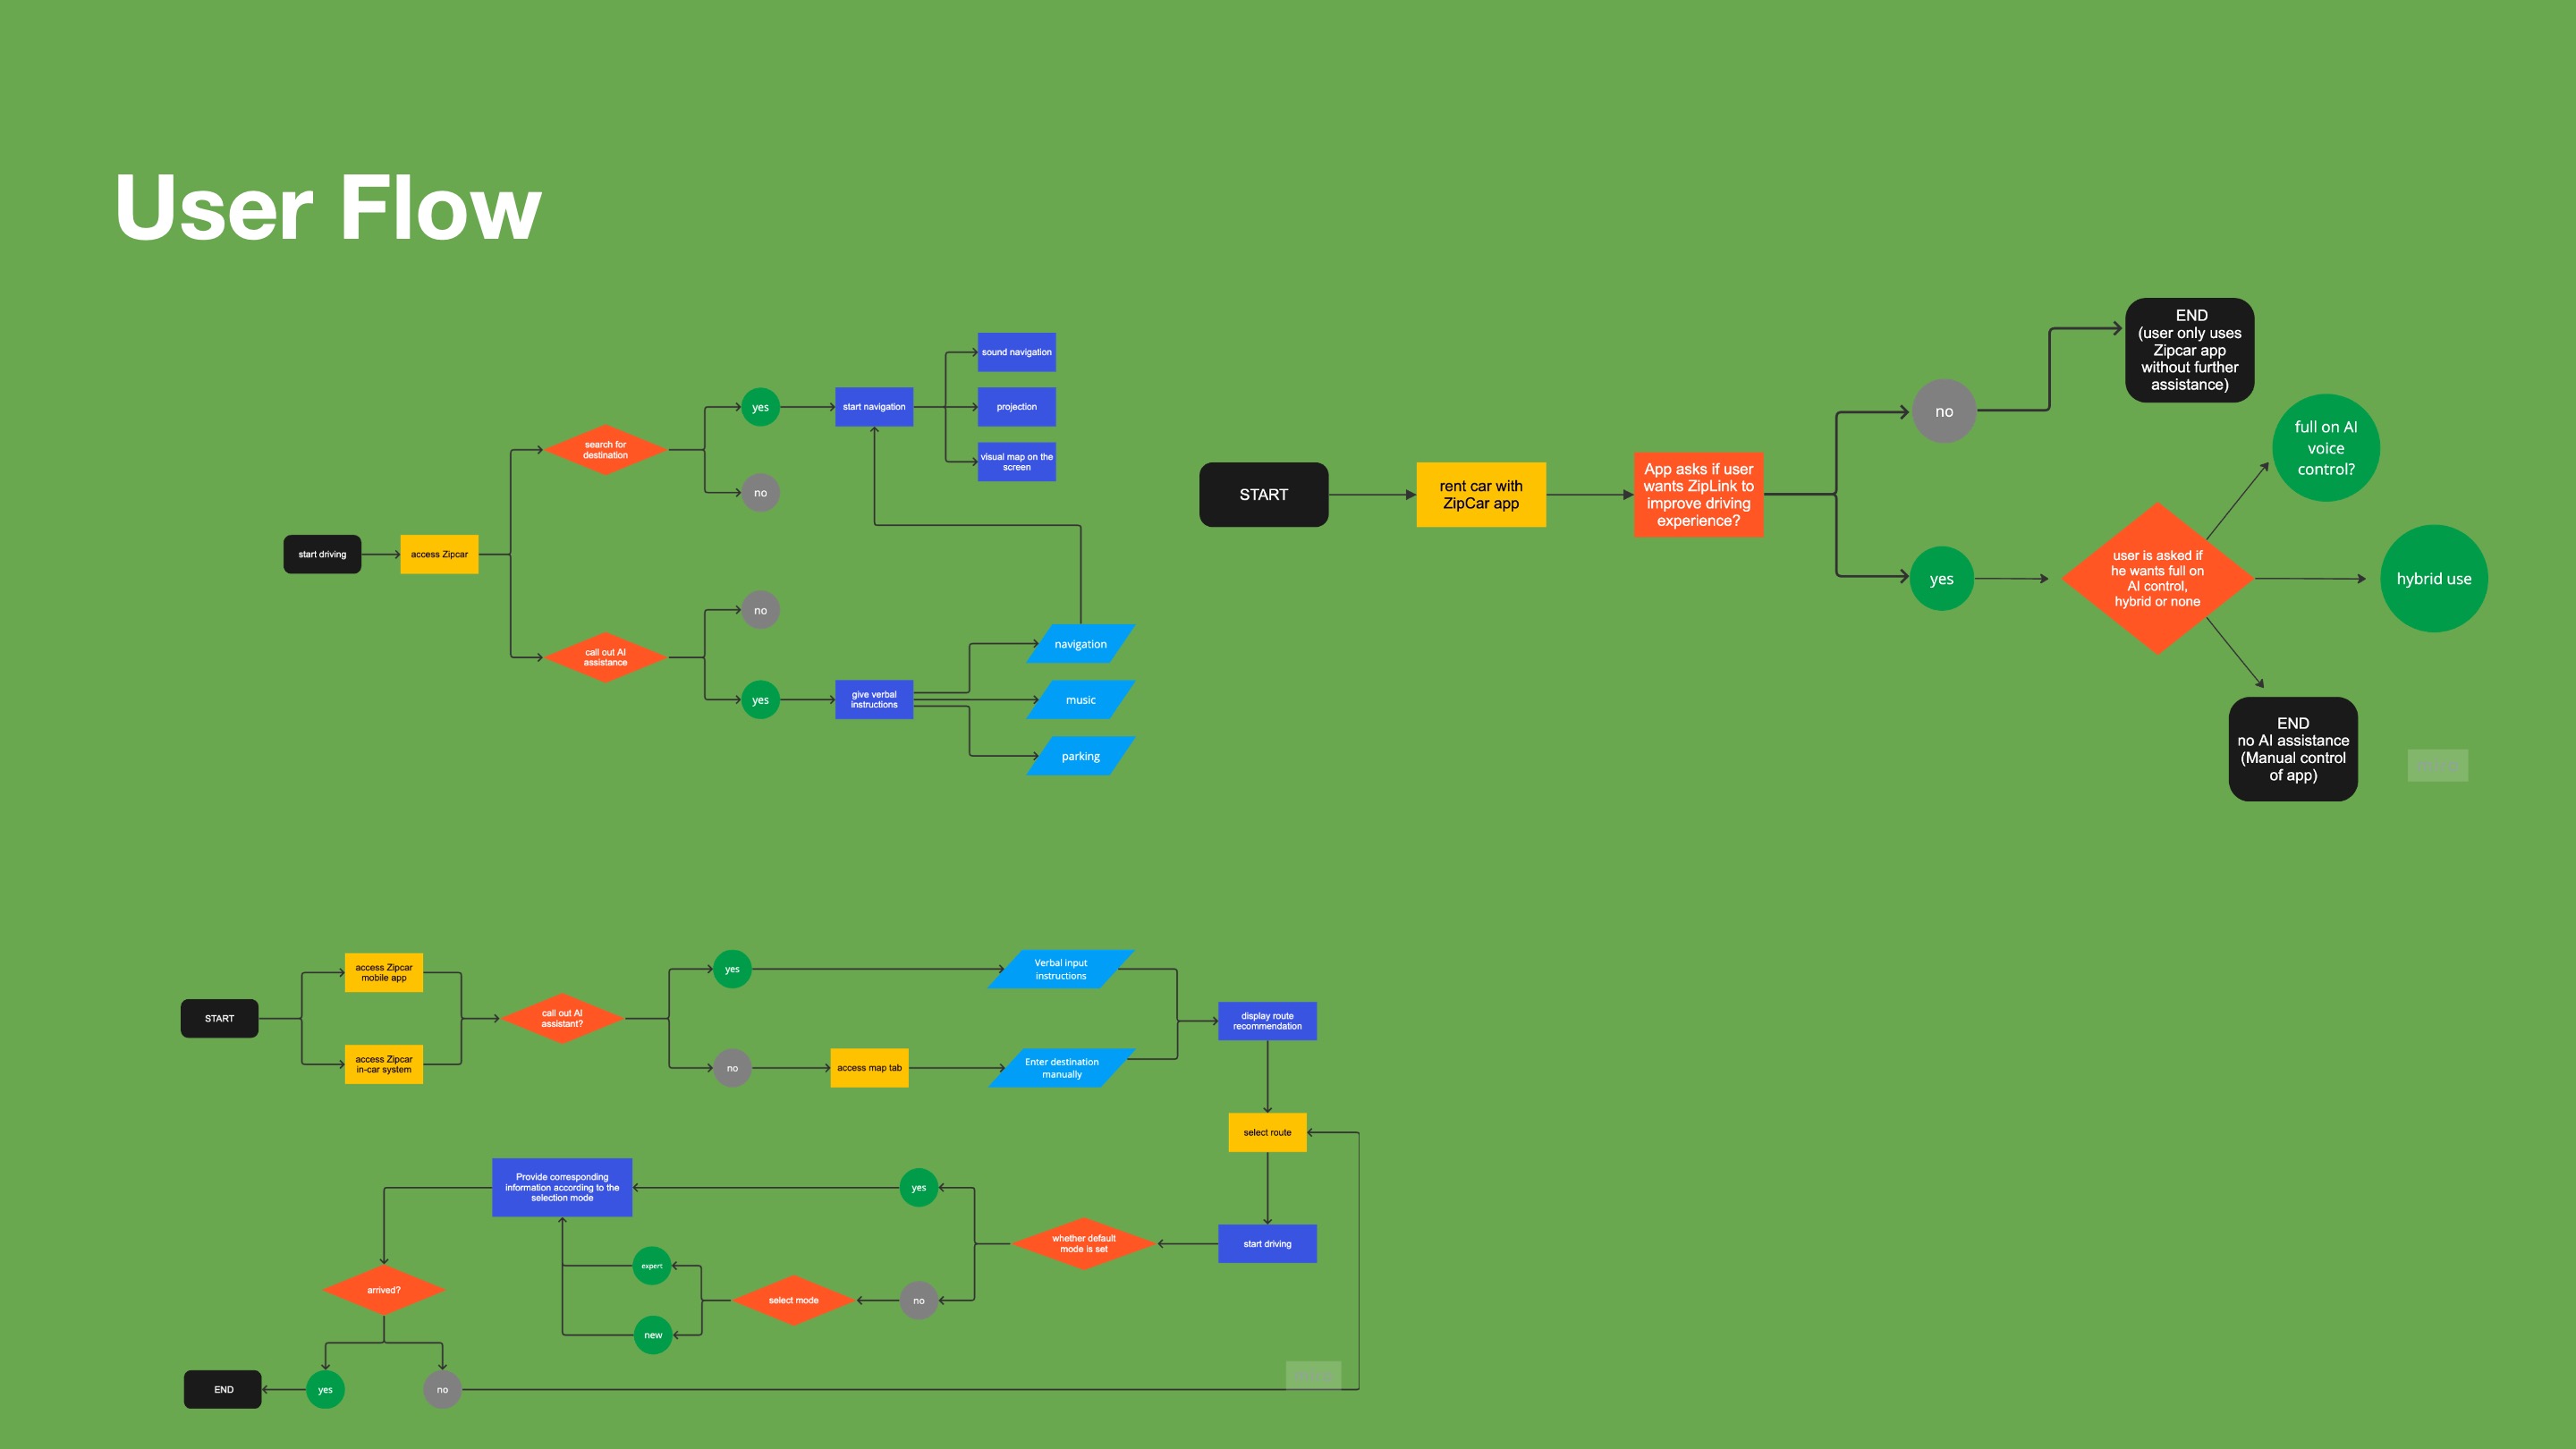 User Flow
sound navigation
yes
start navigation
projection
search for
destination
visual map on the
screen
no
start driving
access Zipcar
no
call out AI
assistance
navigation
yes
give verbal
instructions
music
parking
END
(user only uses
Zipcar app
without further
assistance)
no
full on AI
voice
control?
START
rent car with
ZipCar app
App asks if user
wants ZipLink to
improve driving
experience?
yes
user is asked if
he wants full on
AI control,
hybrid or none
hybrid use
END
no AI assistance
(Manual control
of app)
access Zipcar
mobile app
yes
Verbal input
instructions
START
call out AI
assistant?
display route
recommendation
access Zipcar
in-car system
no
access map tab
Enter destination
manually
select route
Provide corresponding
information according to the
selection mode
yes
whether default
mode is set
start driving
expert
arrived?
select mode
no
new
END
yes
no